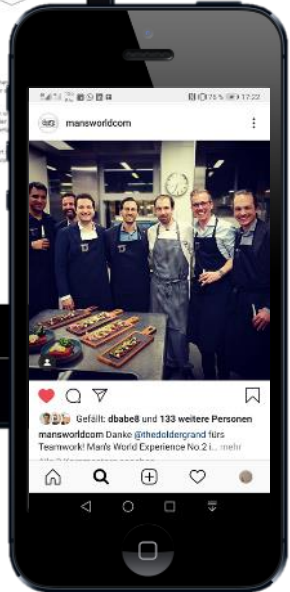 17:22
mansworldcom
Gefällt: dbabe8 und 133 weitere Personen
mansworldcom Danke @thedoldergrand fürs
Teamwork! Man's World Experience No.2 i... mehr